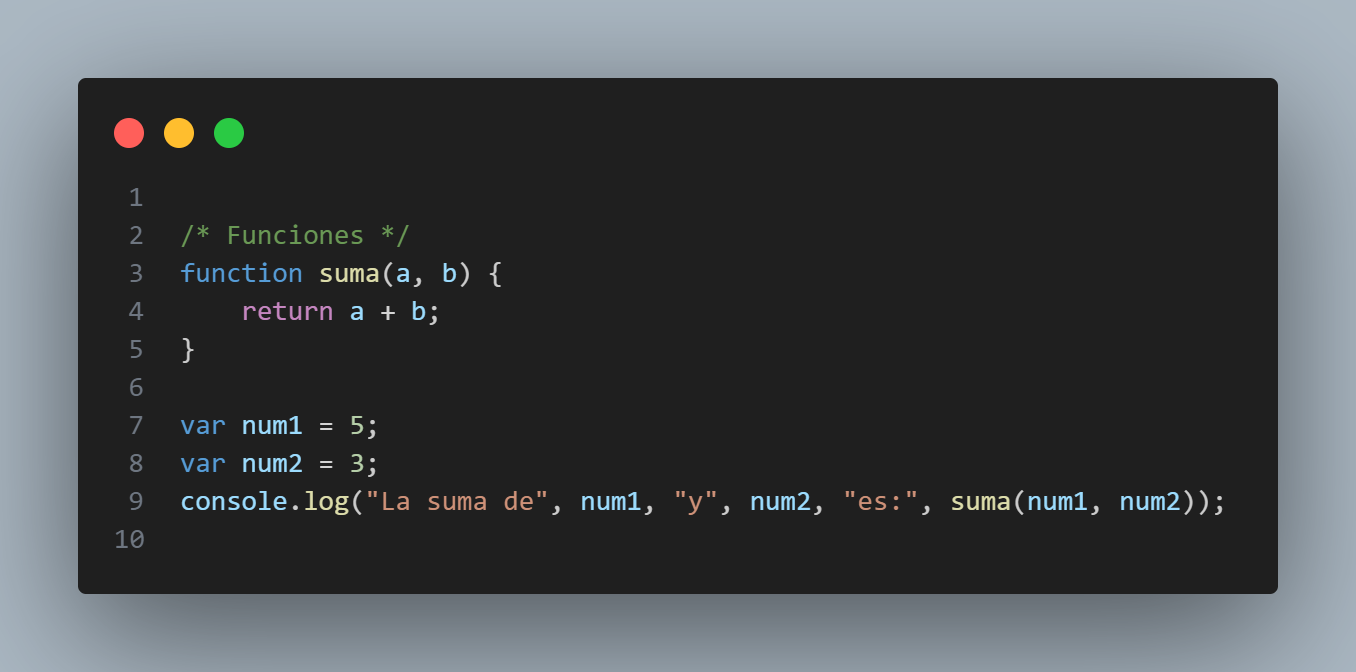 1
2 /* Funciones */
3 function suma(a, b) {
4     return a + b;
5 }
6
7 var num1 = 5;
8 var num2 = 3;
9 console.log("La suma de", num1, "y", num2, "es:", suma(num1, num2));
10